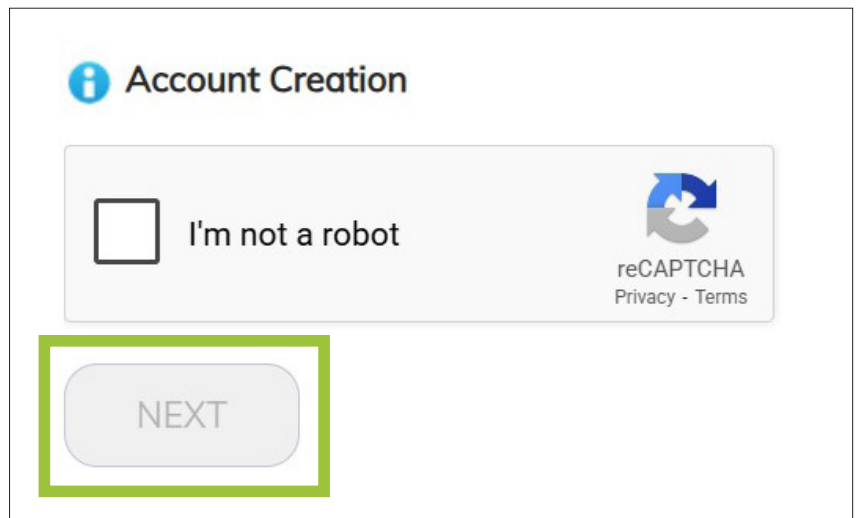 Account Creation
I'm not a robot
reCAPTCHA
Privacy - Terms
NEXT